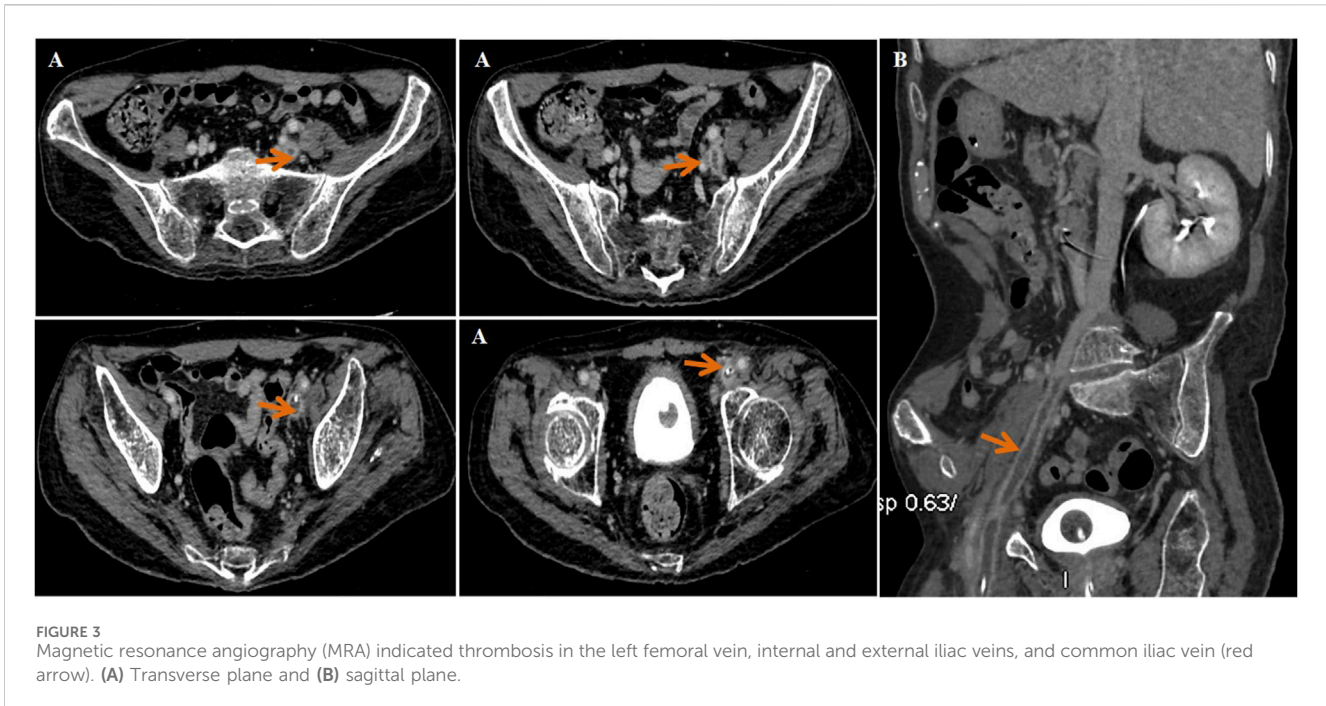 A
A
B
A
sp 0.63/
I
FIGURE 3
Magnetic resonance angiography (MRA) indicated thrombosis in the left femoral vein, internal and external iliac veins, and common iliac vein (red
arrow). (A) Transverse plane and (B) sagittal plane.